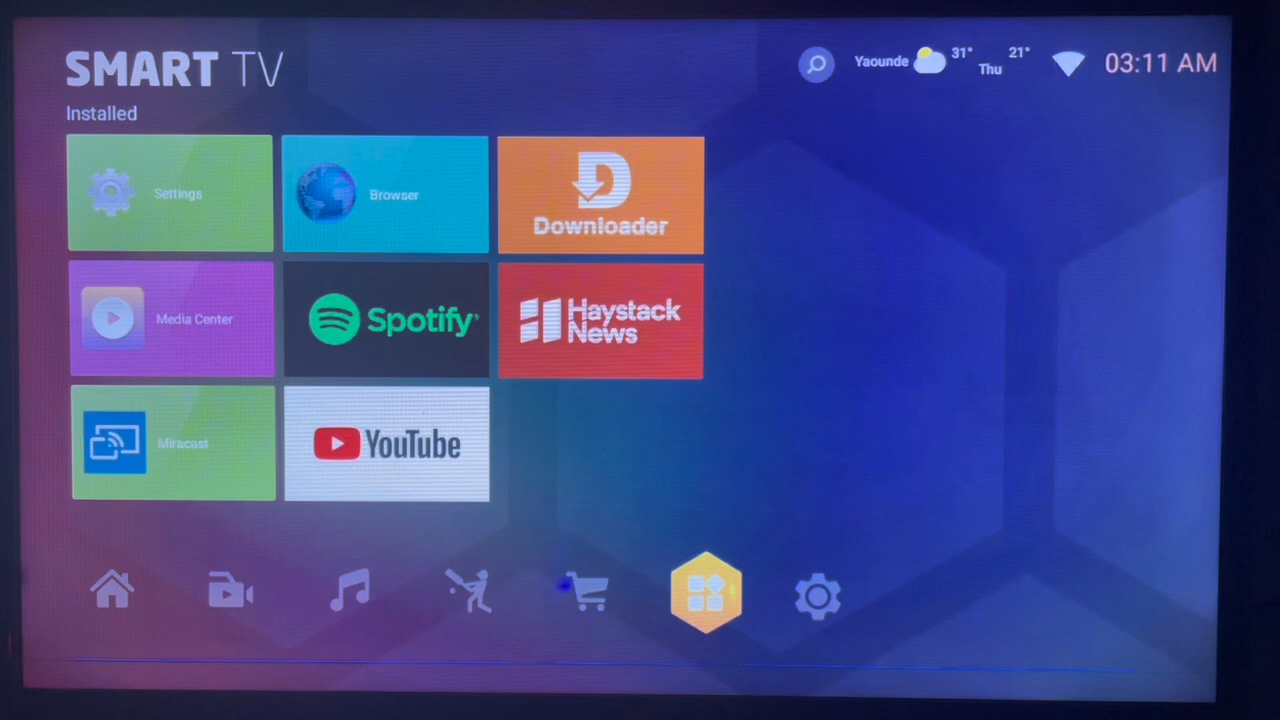 SMART TV
Yaounde 31° Thu 21° 03:11 AM
Installed
Settings
Browser
Downloader
Media Center
Spotify
Haystack
News
Miracast
YouTube